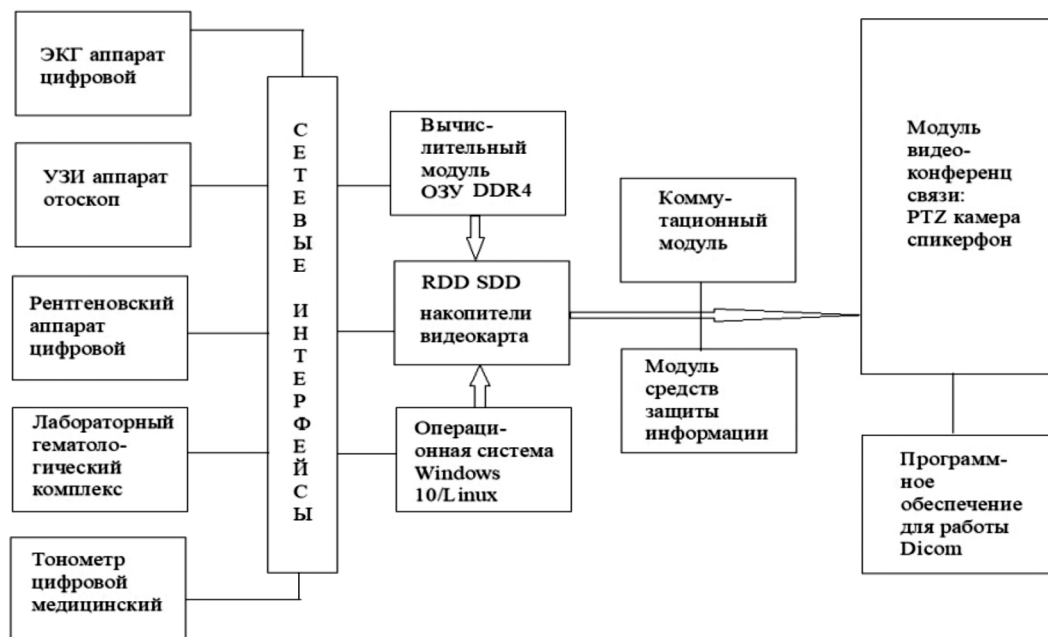 ЭКГ аппарат
цифровой
УЗИ аппарат
отоскоп
Рентгеновский
аппарат
цифровой
Лабораторный
гематоло-
гический
комплекс
Тонометр
цифровой
медицинский
С
Е
Т
Е
В
Ы
Е
И
Н
Т
Е
Р
Ф
Е
Й
С
Ы
Вычис-
лительный
модуль
ОЗУ DDR4
RDD SDD
накопители
видеокарта
Операци-
онная система
Windows
10/Linux
Комму-
тационный
модуль
Модуль
средств
защиты
информации
Модуль
видео-
конференц
связи:
PTZ камера
спикерфон
Программ-
ное
обеспечение
для работы
Dicom